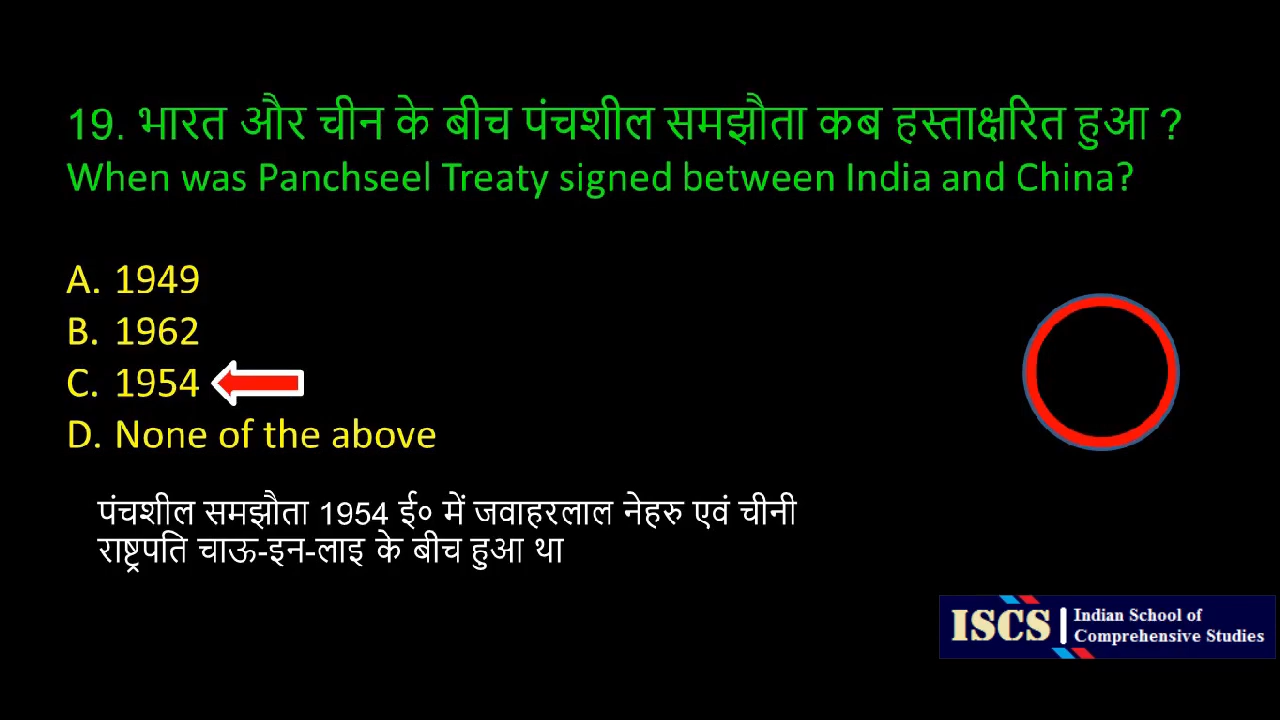 19. भारत और चीन के बीच पंचशील समझौता कब हस्ताक्षरित हुआ ?
When was Panchseel Treaty signed between India and China?
A. 1949
B. 1962
C. 1954
D. None of the above
पंचशील समझौता 1954 ई० में जवाहरलाल नेहरु एवं चीनी
राष्ट्रपति चाऊ-इन-लाइ के बीच हुआ था
ISCS
Indian School of
Comprehensive Studies